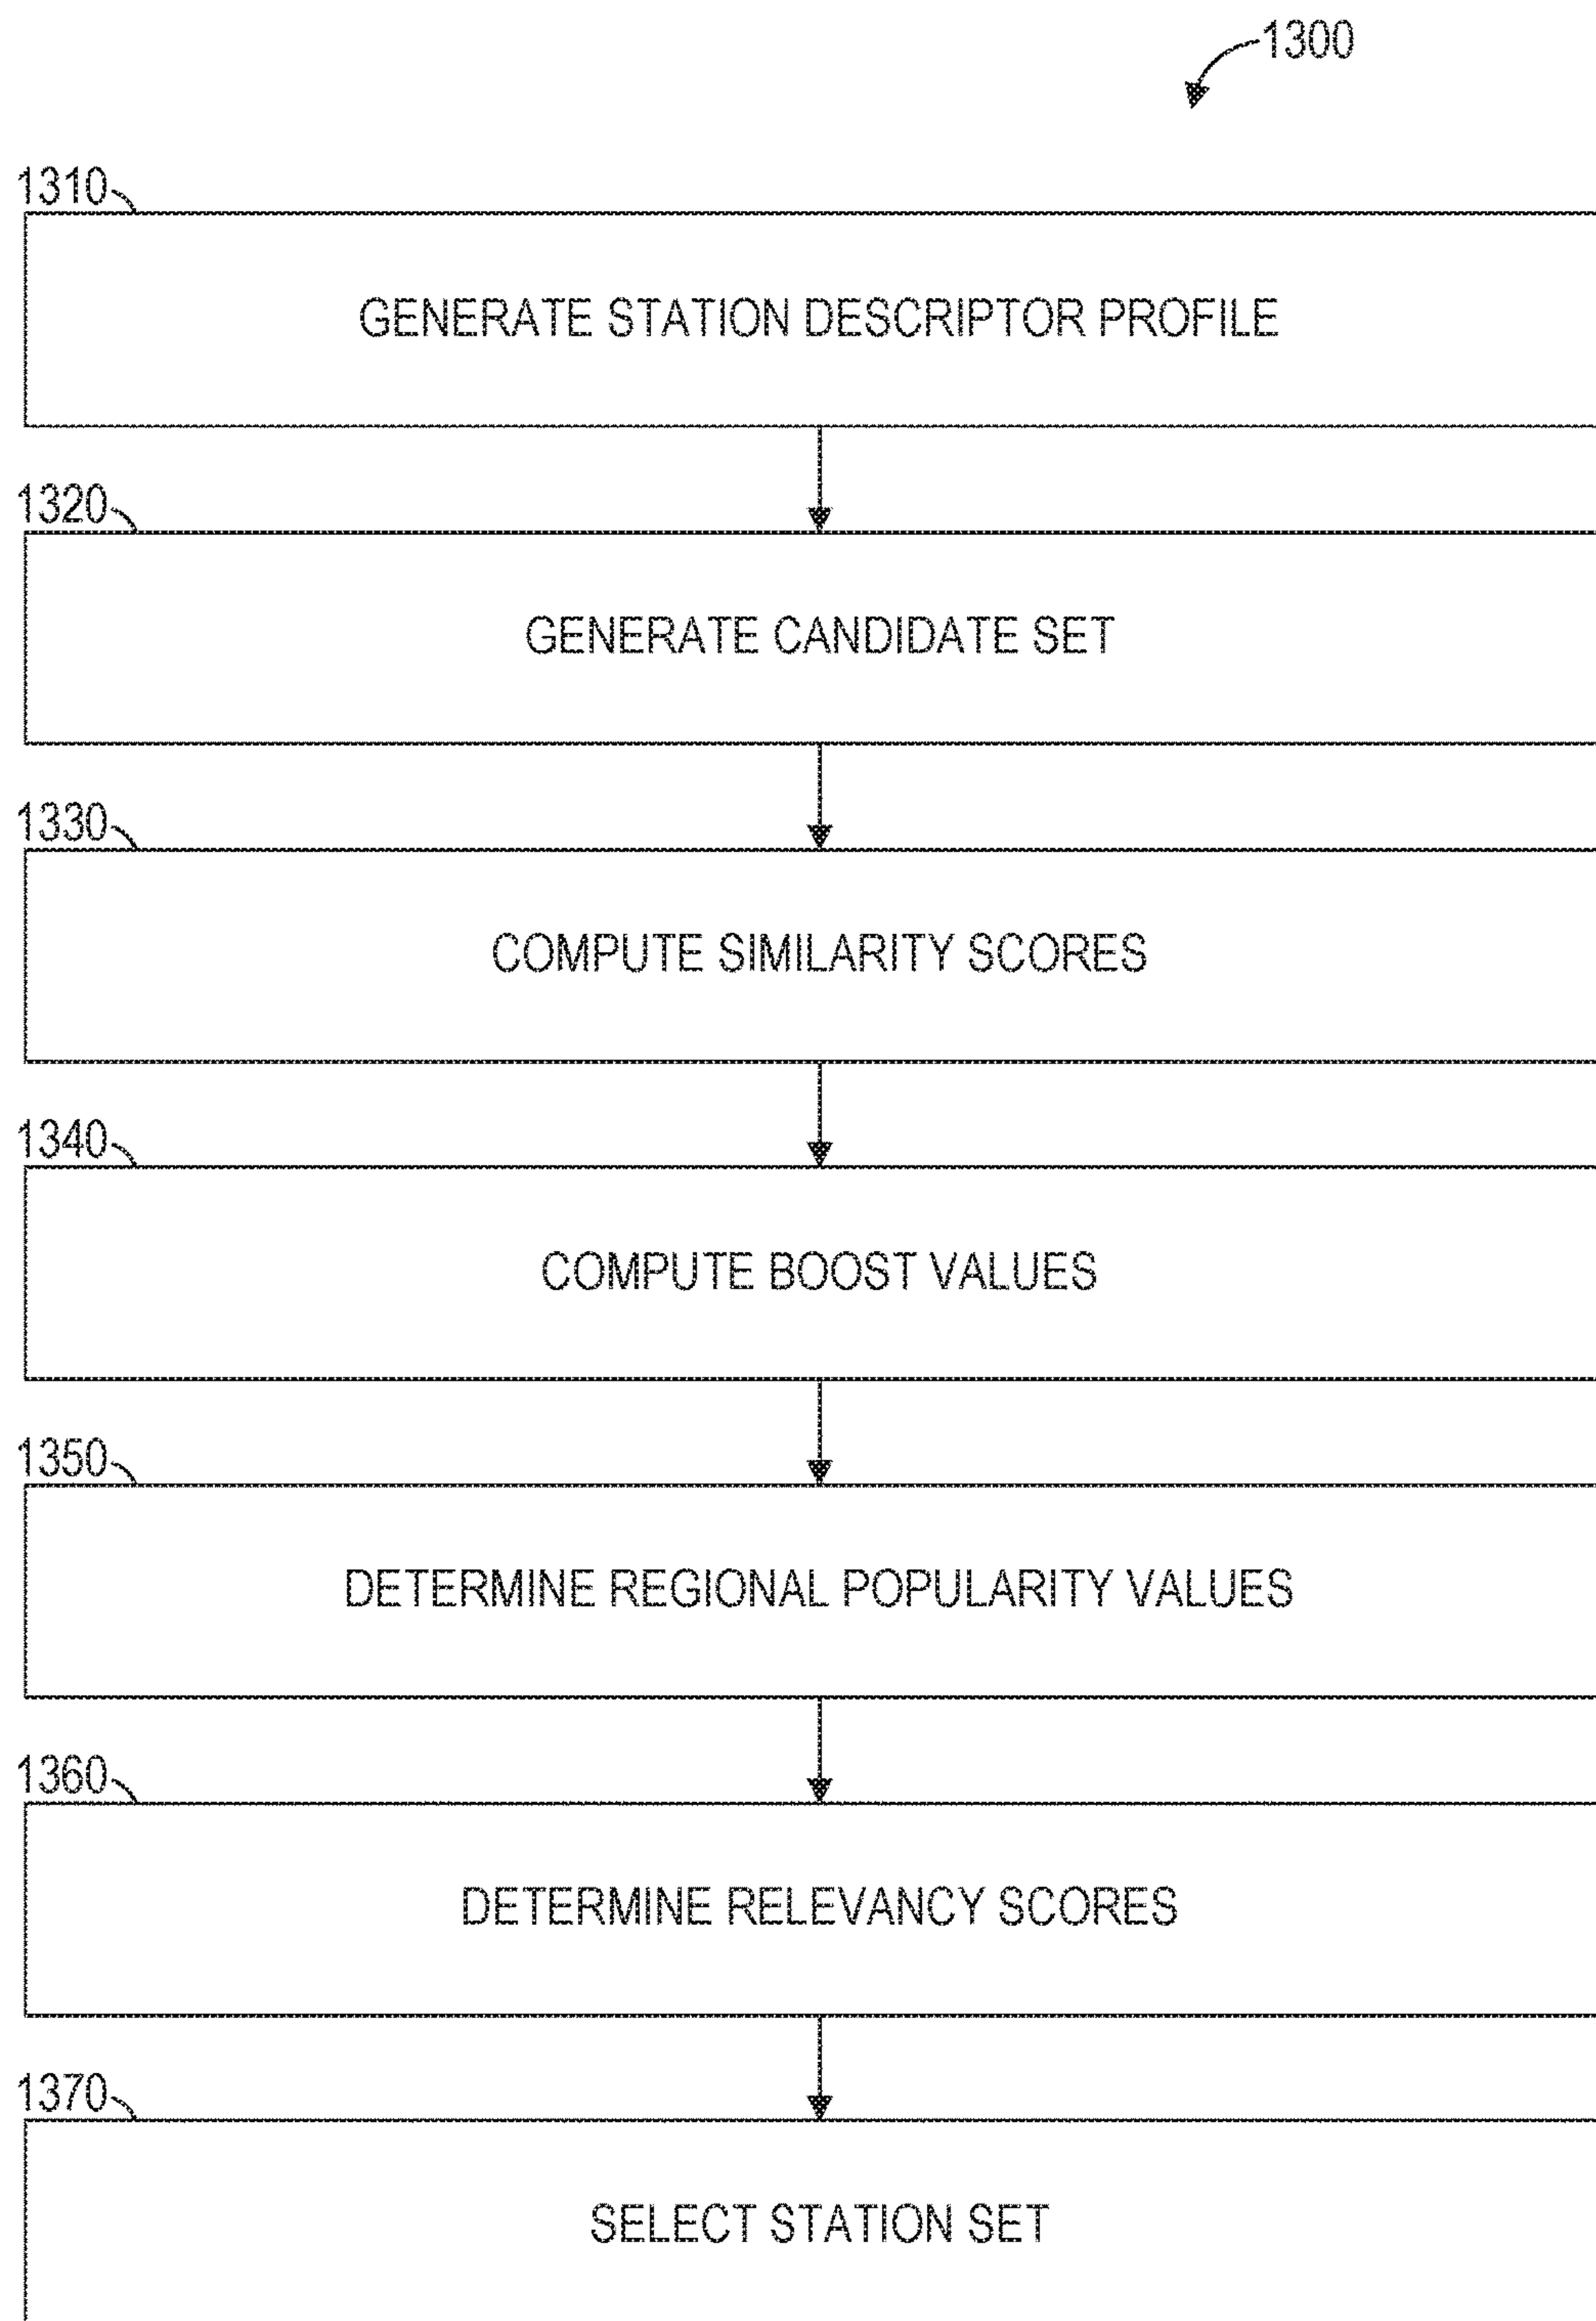 1300
1310
GENERATE STATION DESCRIPTOR PROFILE
1320
GENERATE CANDIDATE SET
1330
COMPUTE SIMILARITY SCORES
1340
COMPUTE BOOST VALUES
1350
DETERMINE REGIONAL POPULARITY VALUES
1360
DETERMINE RELEVANCY SCORES
1370
SELECT STATION SET